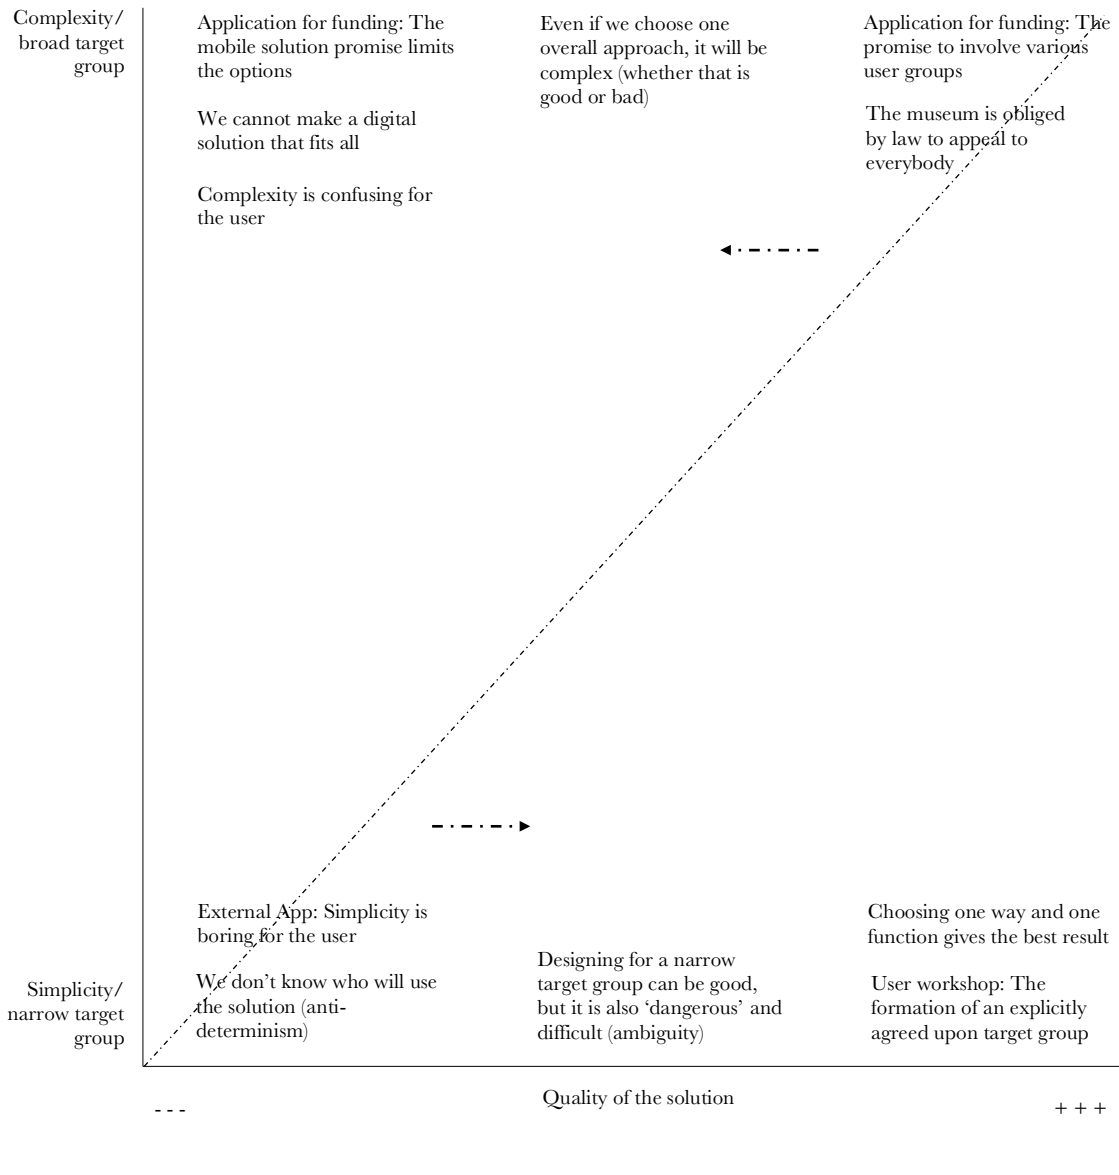 Complexity/
broad target
group
Application for funding: The
mobile solution promise limits
the options
We cannot make a digital
solution that fits all
Complexity is confusing for
the user
Even if we choose one
overall approach, it will be
complex (whether that is
good or bad)
Application for funding: The
promise to involve various
user groups
The museum is obliged
by law to appeal to
everybody
External App: Simplicity is
boring for the user
We don’t know who will use
the solution (anti-
determinism)
Designing for a narrow
target group can be good,
but it is also ‘dangerous’ and
difficult (ambiguity)
Choosing one way and one
function gives the best result
User workshop: The
formation of an explicitly
agreed upon target group
Simplicity/
narrow target
group
- - -
Quality of the solution
+ + +